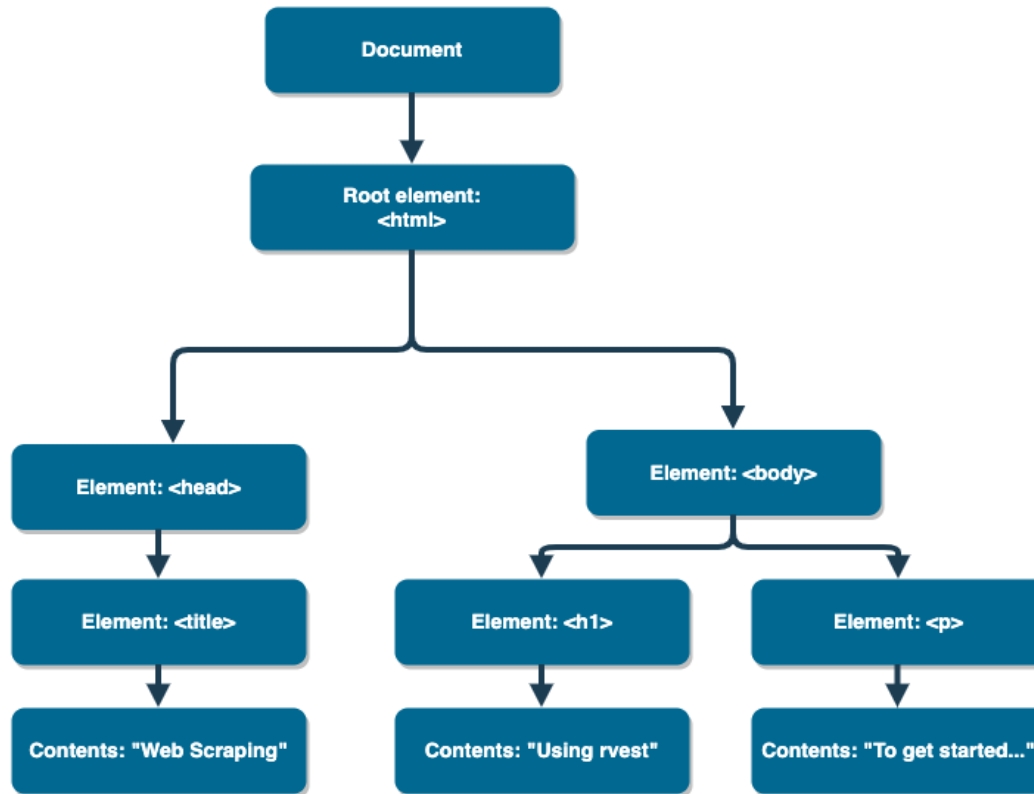 Document
Root element:
<html>
Element: <head>
Element: <body>
Element: <title>
Element: <h1>
Element: <p>
Contents: "Web Scraping"
Contents: "Using rvest"
Contents: "To get started..."